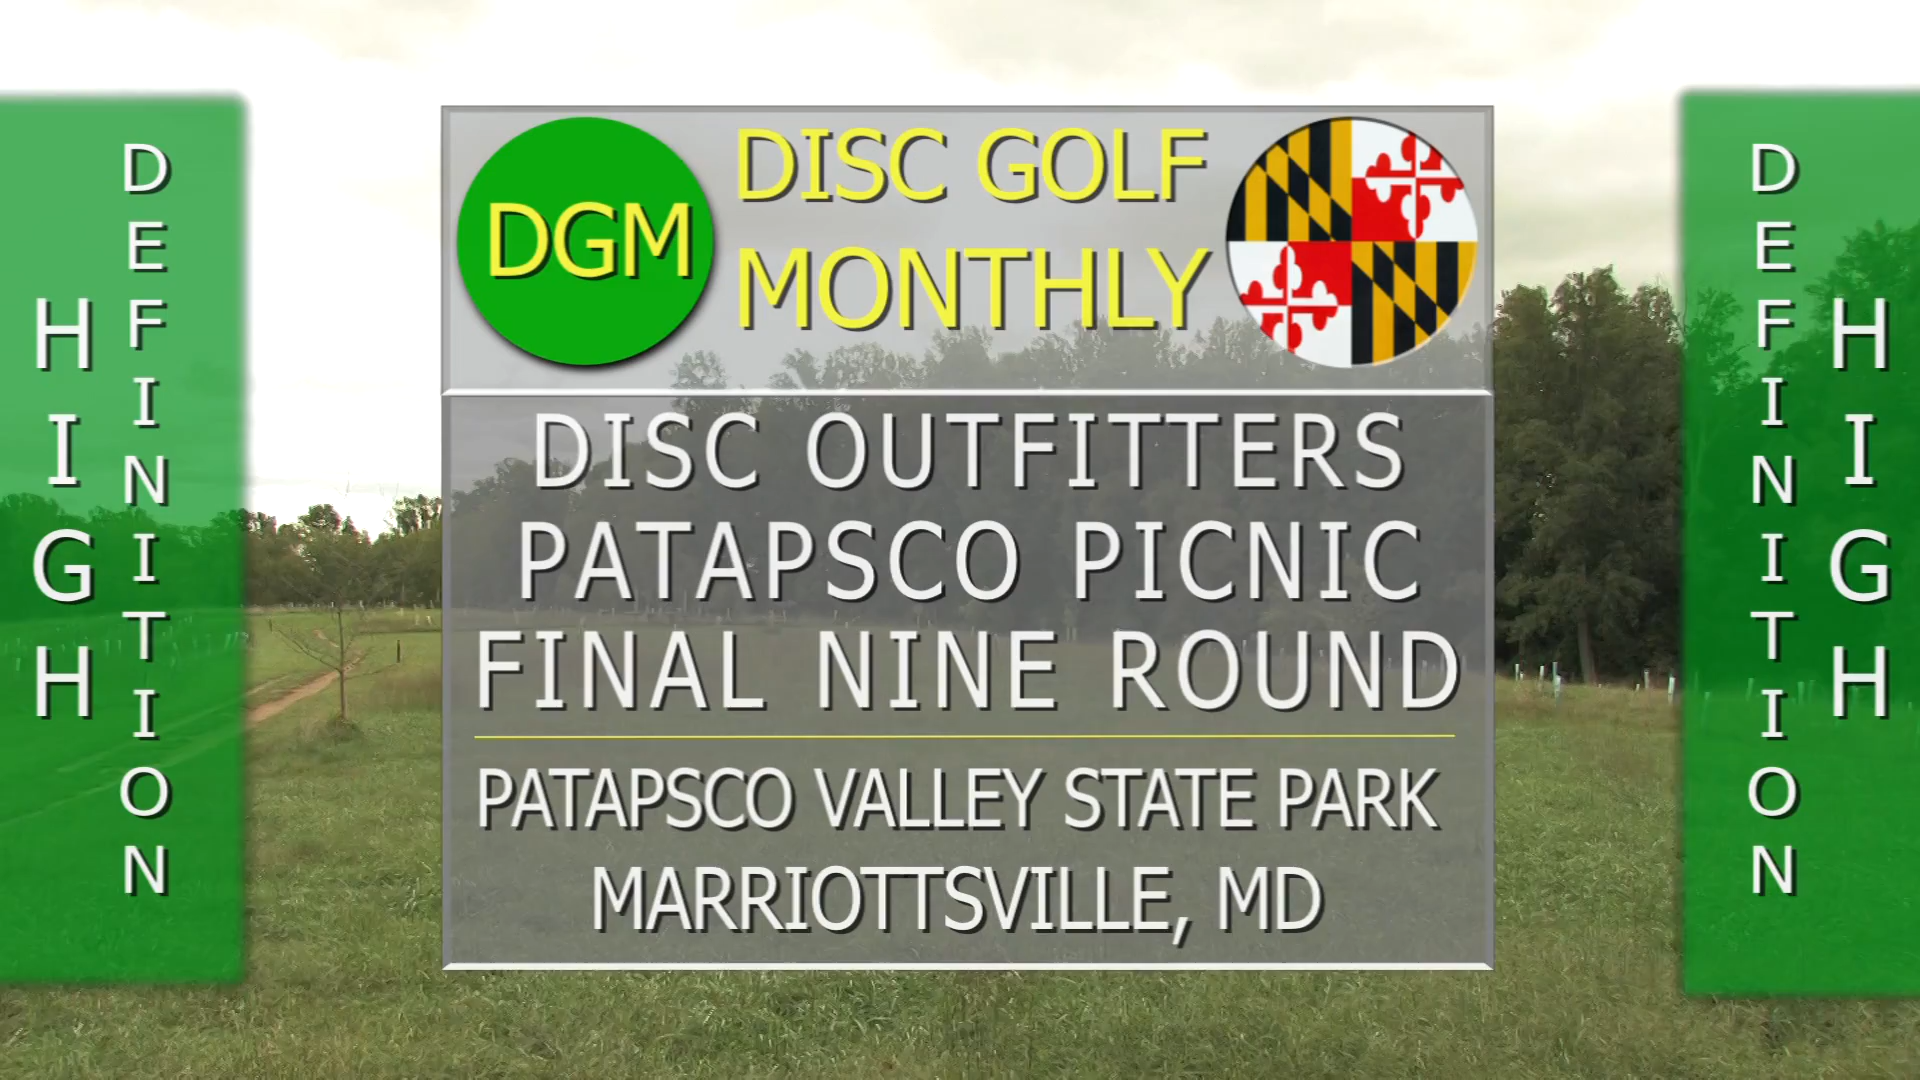 HIGH
DEFINITION
DGM
DISC GOLF
MONTHLY
DISC OUTFITTERS
PATAPSCO PICNIC
FINAL NINE ROUND
PATAPSCO VALLEY STATE PARK
MARRIOTTSVILLE, MD
DEFINITION
HIGH